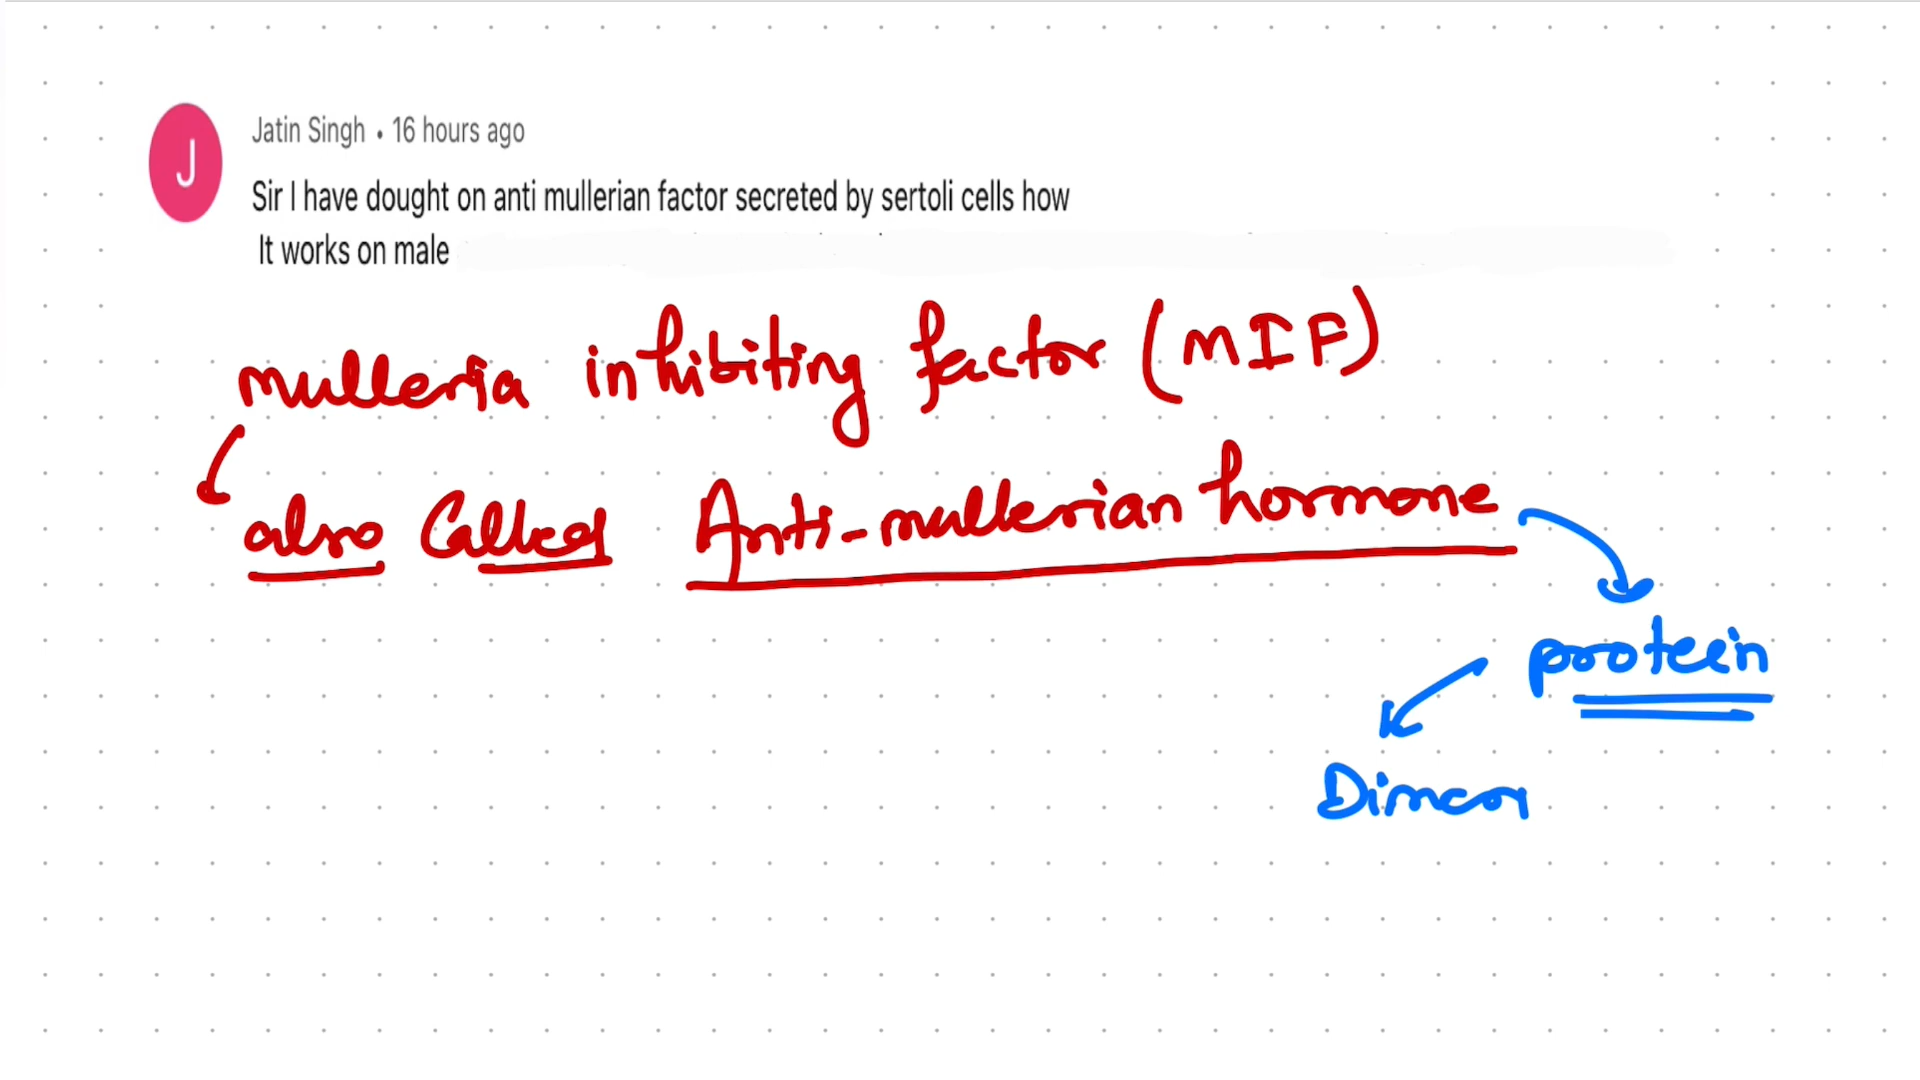 J
Jatin Singh • 16 hours ago
Sir I have dought on anti mullerian factor secreted by sertoli cells how
It works on male
mulleria inhibiting factor (MIF)
also Called Anti-mullerian hormone
protein
Dimer